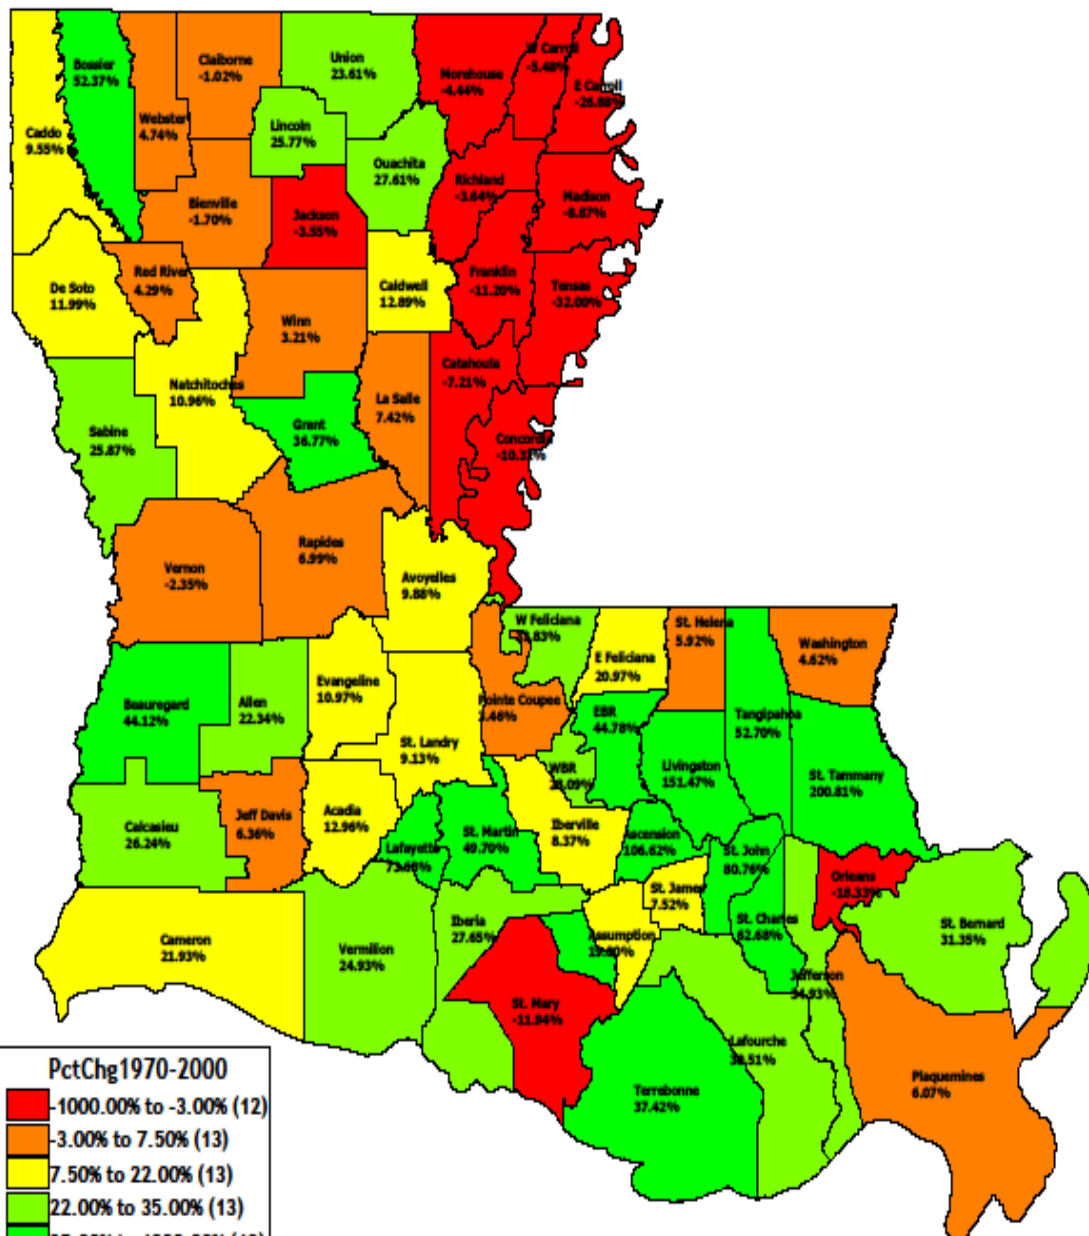 Bossier
52.37%
Claiborne
-1.02%
Union
23.61%
Morehouse
-4.44%
W Carroll
-5.48%
E Carroll
-26.88%
Webster
4.74%
Caddo
9.55%
Lincoln
25.77%
Ouachita
27.61%
Richland
-3.64%
Madison
-8.87%
Bienville
-1.70%
Jackson
-3.55%
De Soto
11.99%
Red River
4.29%
Caldwell
12.89%
Franklin
-11.20%
Tensas
-32.00%
Winn
3.21%
Natchitoches
10.96%
La Salle
7.42%
Catahoula
-7.21%
Sabine
25.87%
Grant
36.77%
Concordia
Vernon
-2.35%
Rapides
6.99%
Avoyelles
9.88%
W Feliciana
St. Helena
5.92%
Washington
4.62%
E Feliciana
20.97%
Beauregard
44.12%
Allen
22.34%
Evangeline
10.97%
Pointe Coupee
EBR
44.78%
Tangipahoa
52.70%
St. Landry
9.13%
WBR
Livingston
151.47%
St. Tammany
200.81%
Calcasieu
26.24%
Jeff Davis
6.36%
Acadia
12.96%
Lafayette
St. Martin
49.70%
Iberville
8.37%
Ascension
106.62%
St. John
80.76%
Orleans
-18.33%
St. James
7.52%
Iberia
27.65%
St. Charles
62.68%
St. Bernard
31.35%
Cameron
21.93%
Vermilion
24.93%
Assumption
Jefferson
St. Mary
-11.94%
Lafourche
Terrebonne
37.42%
Plaquemines
6.07%
PctChg1970-2000
-1000.00% to -3.00% (12)
-3.00% to 7.50% (13)
7.50% to 22.00% (13)
22.00% to 35.00% (13)